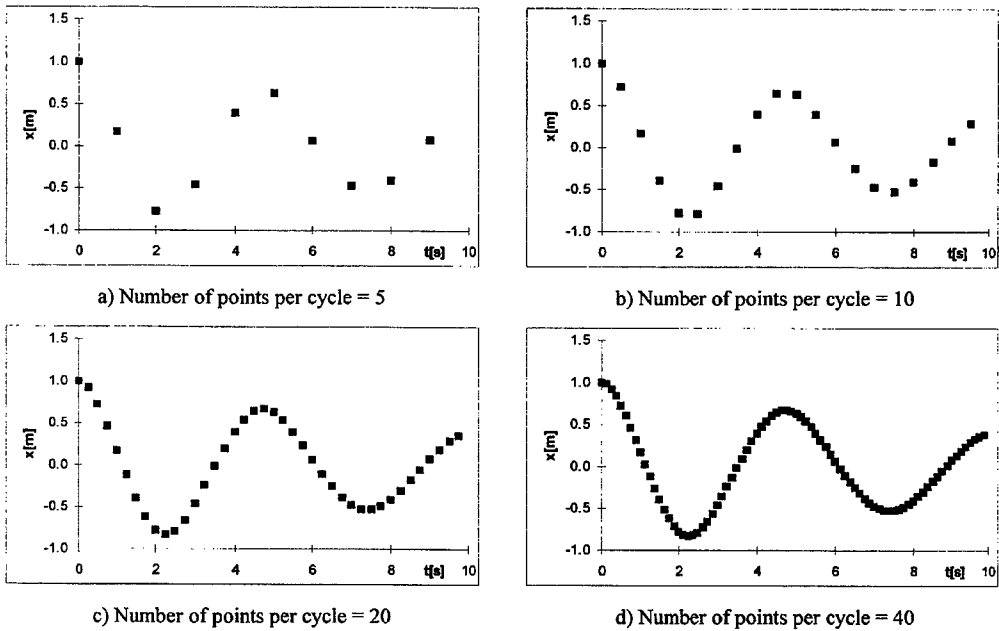 1.5
1.0
0.5
0.0
-0.5
-1.0
x[m]
0 2 4 6 8 t[s] 10
a) Number of points per cycle = 5
1.5
1.0
0.5
0.0
-0.5
-1.0
x[m]
0 2 4 6 8 t[s] 10
b) Number of points per cycle = 10
1.5
1.0
0.5
0.0
-0.5
-1.0
x[m]
0 2 4 6 8 t[s] 10
c) Number of points per cycle = 20
1.5
1.0
0.5
0.0
-0.5
-1.0
x[m]
0 2 4 6 8 t[s] 10
d) Number of points per cycle = 40